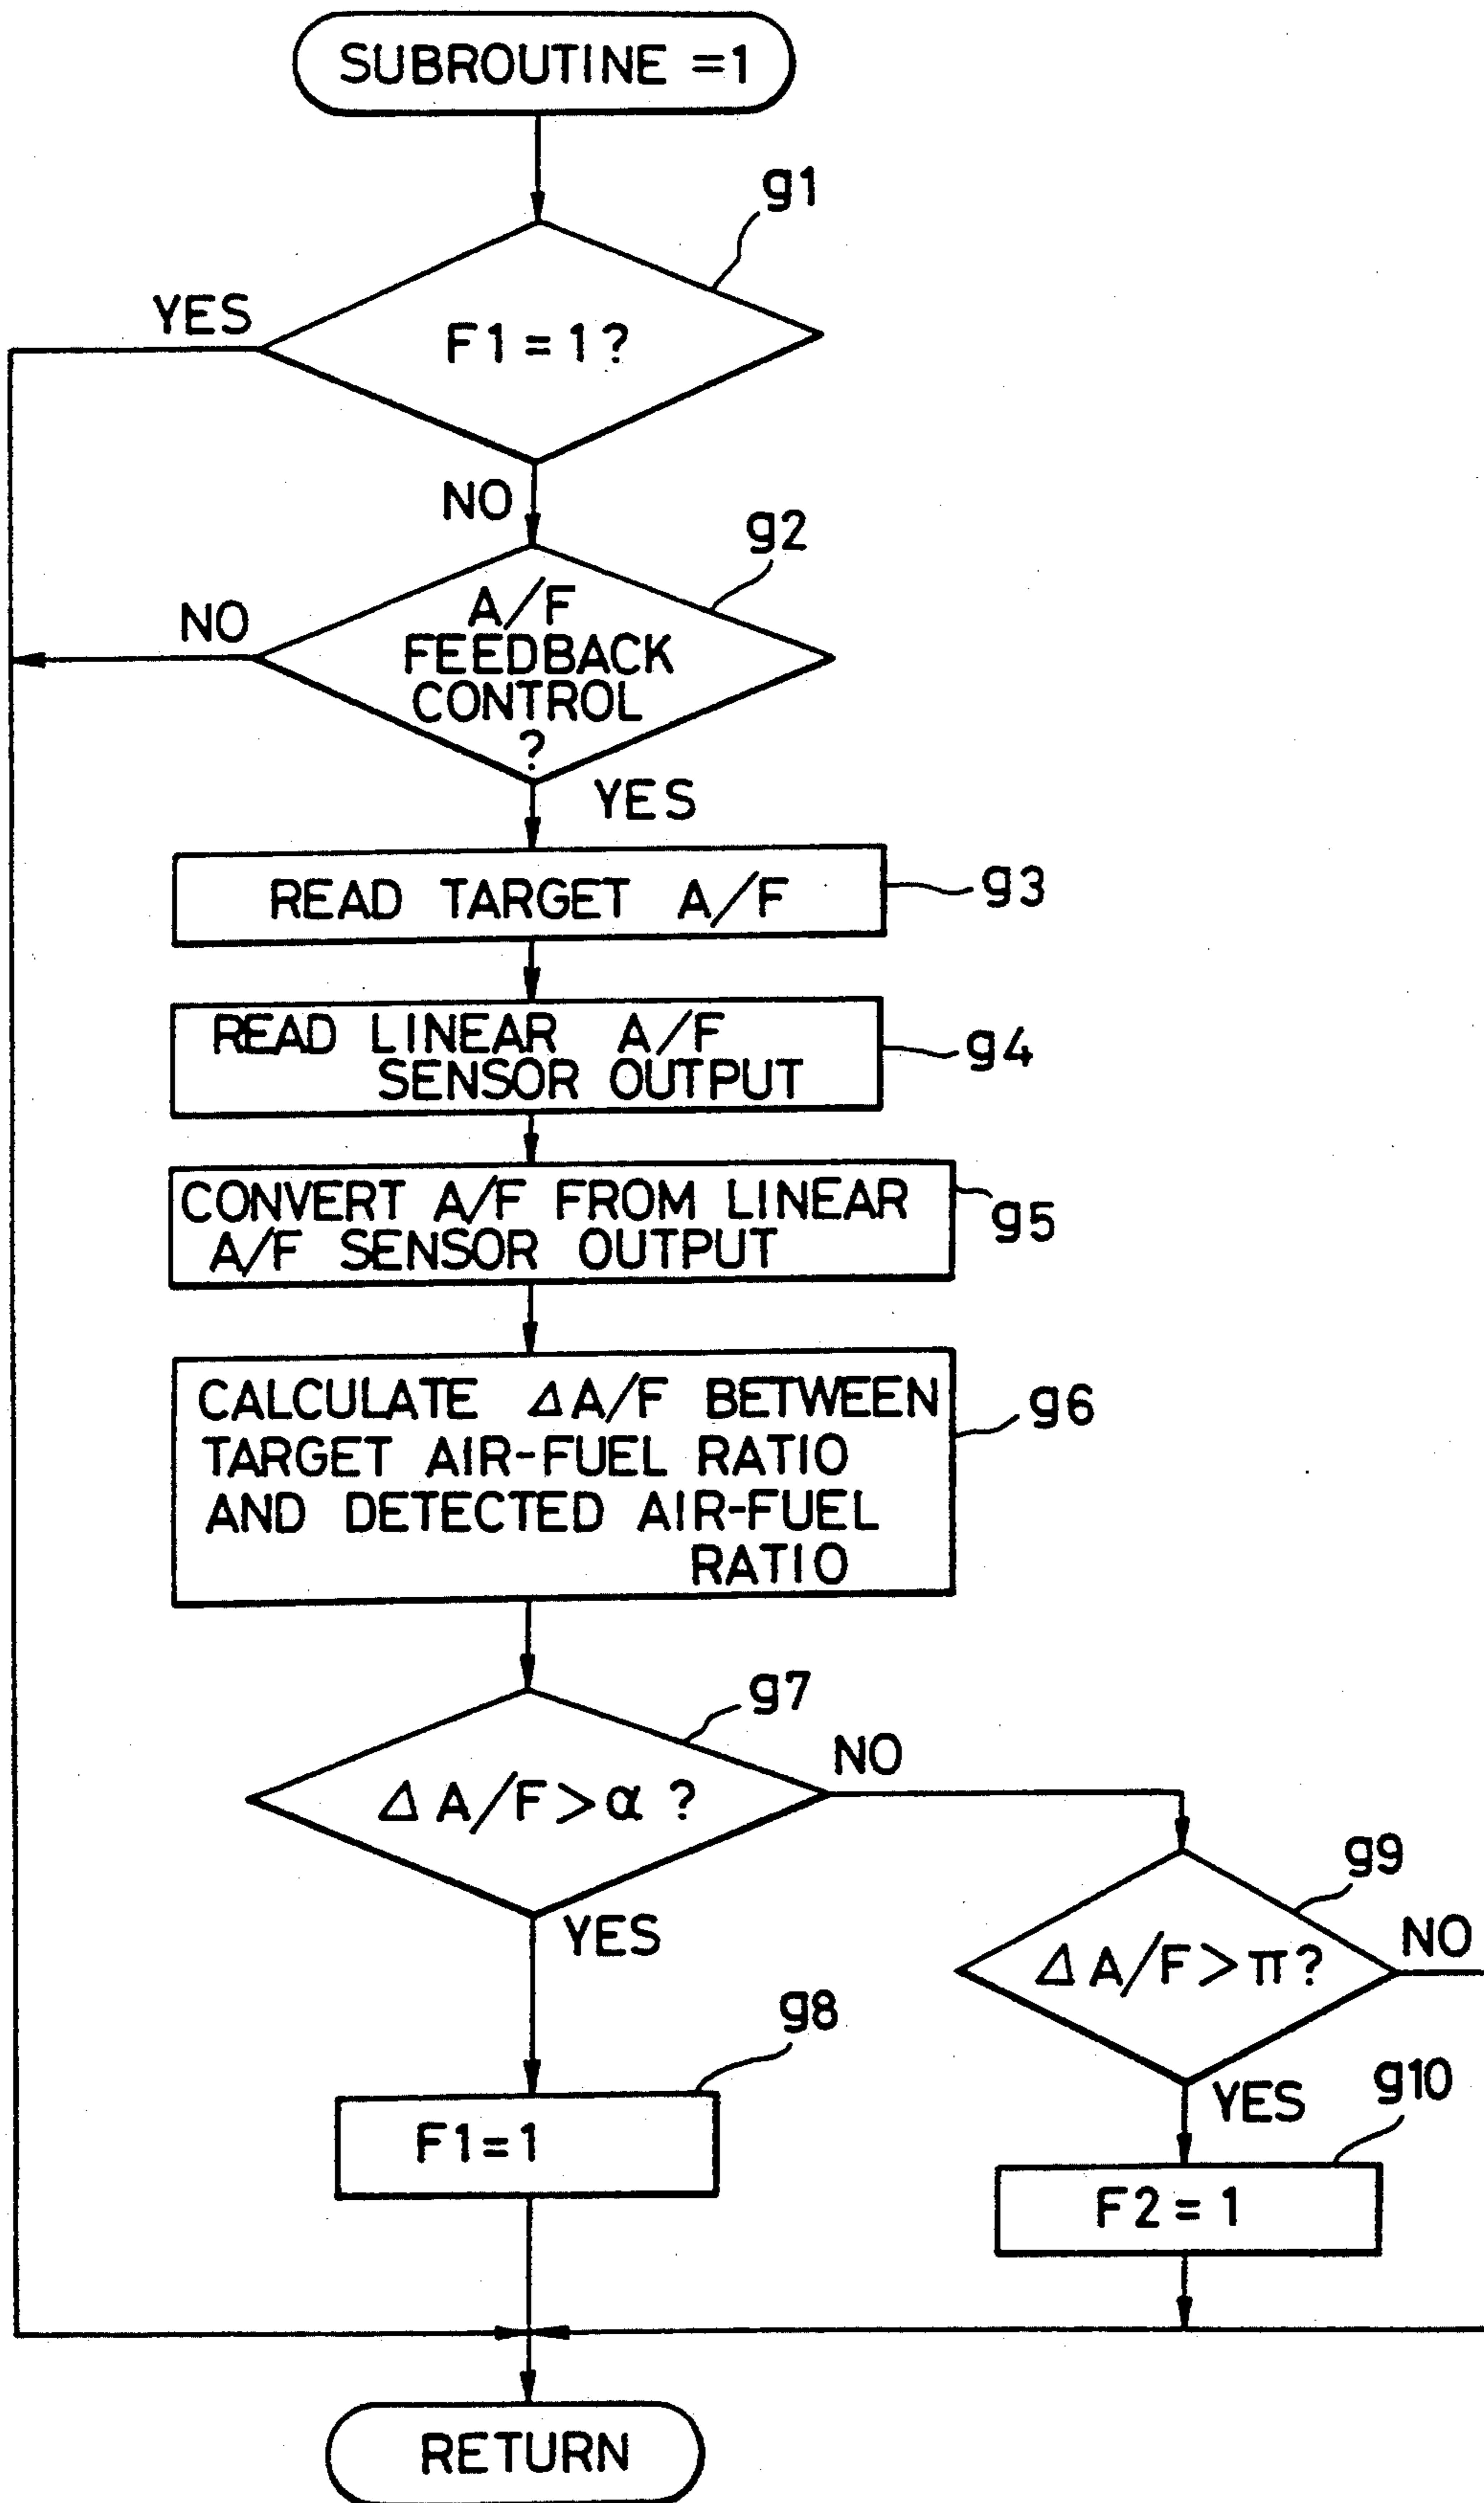 SUBROUTINE =1
g1
YES
F1=1?
NO
g2
NO
A/F
FEEDBACK
CONTROL
?
YES
READ TARGET A/F
g3
READ LINEAR A/F
SENSOR OUTPUT
g4
CONVERT A/F FROM LINEAR
A/F SENSOR OUTPUT
g5
CALCULATE ΔA/F BETWEEN
TARGET AIR-FUEL RATIO
AND DETECTED AIR-FUEL
RATIO
g6
g7
NO
ΔA/F>α ?
YES
g9
NO
ΔA/F>π?
YES
g8
F1=1
g10
F2=1
RETURN